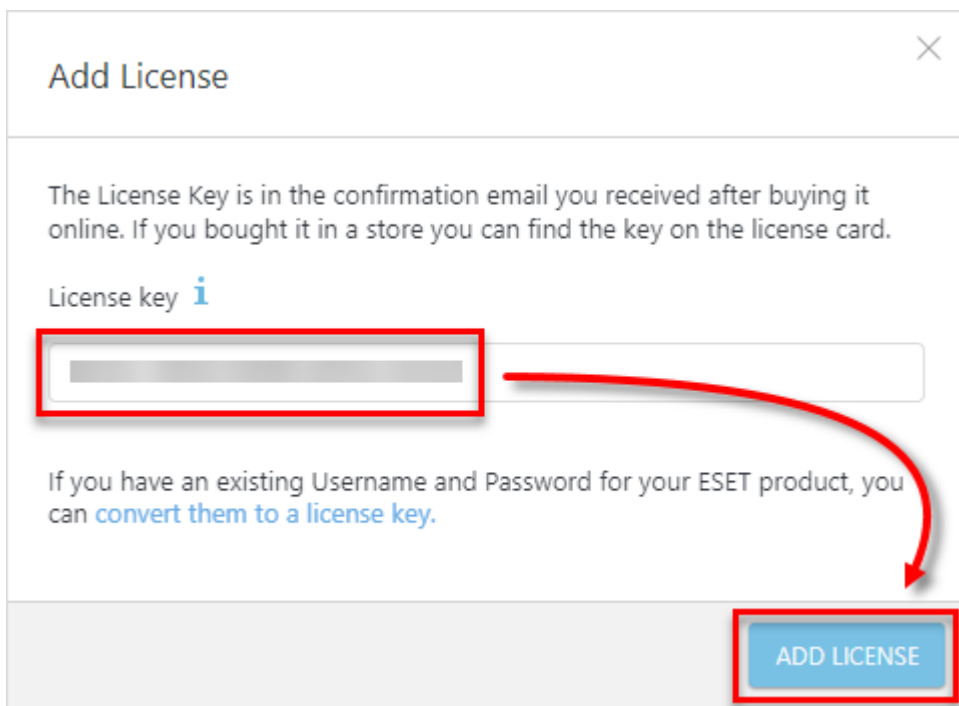 Add License
The License Key is in the confirmation email you received after buying it
online. If you bought it in a store you can find the key on the license card.
License key i
If you have an existing Username and Password for your ESET product, you
can convert them to a license key.
ADD LICENSE